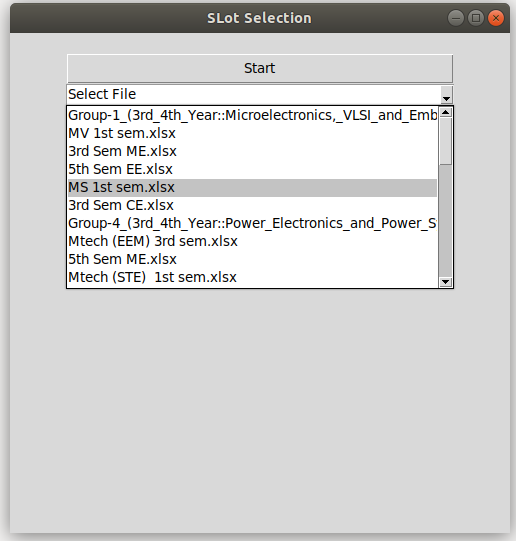 SLot Selection
Start
Select File
Group-1_(3rd_4th_Year::Microelectronics,_VLSI_and_Emb
MV 1st sem.xlsx
3rd Sem ME.xlsx
5th Sem EE.xlsx
MS 1st sem.xlsx
3rd Sem CE.xlsx
Group-4_(3rd_4th_Year::Power_Electronics_and_Power_S
Mtech (EEM) 3rd sem.xlsx
5th Sem ME.xlsx
Mtech (STE)  1st sem.xlsx